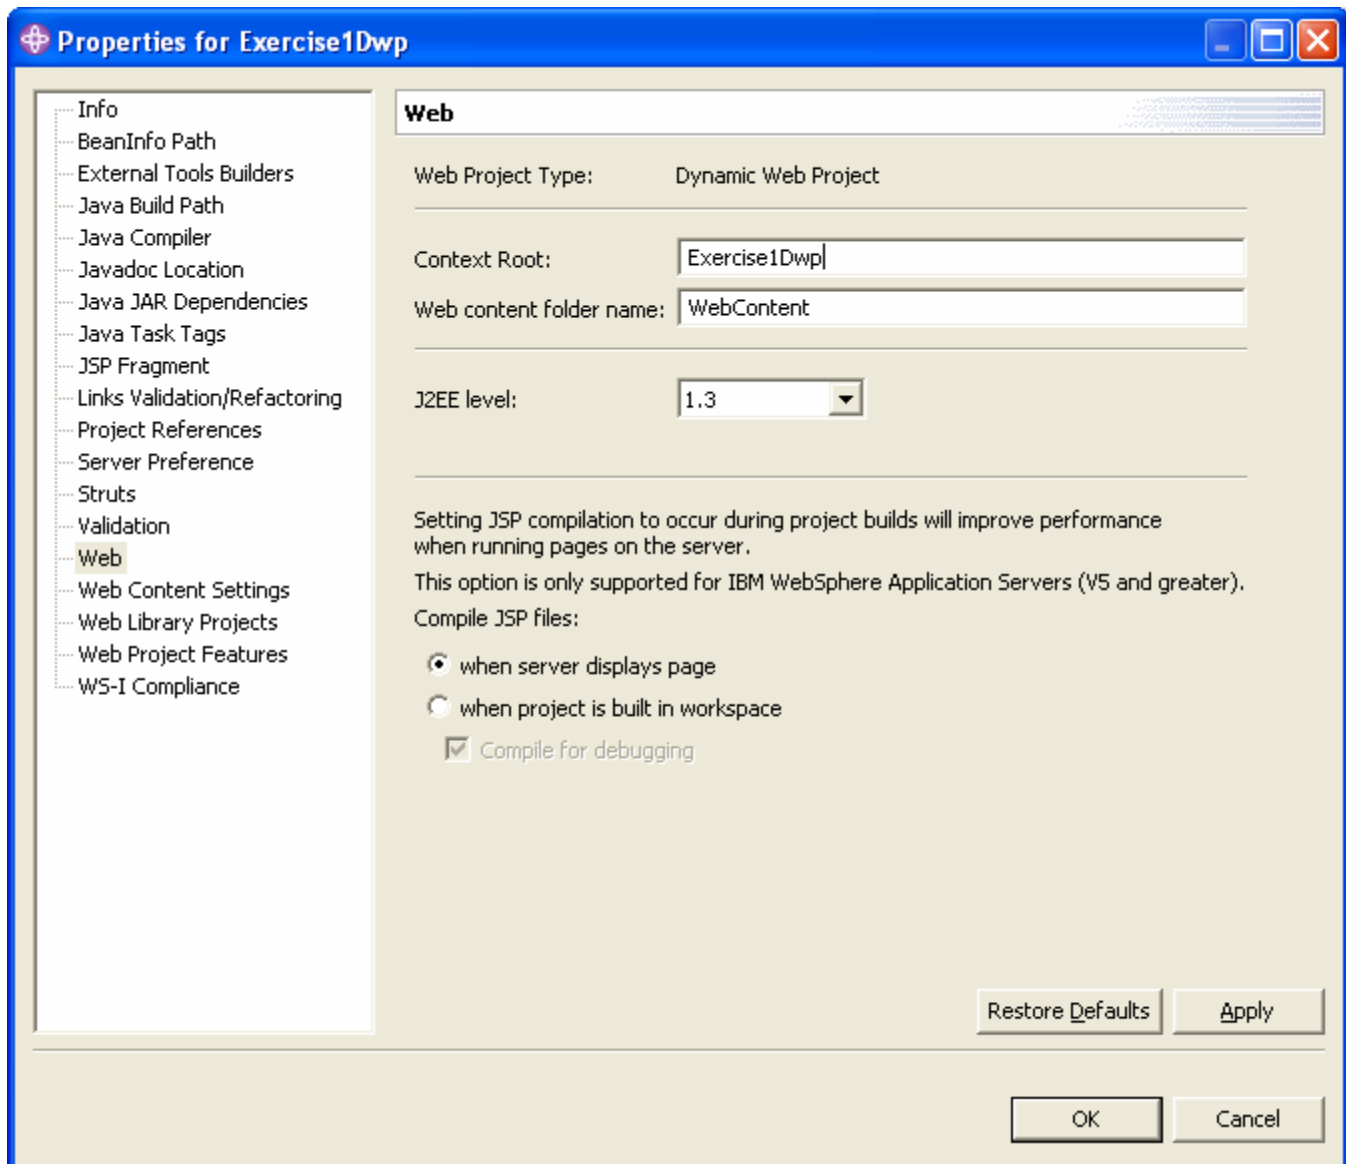 Properties for Exercise1Dwp
Info
BeanInfo Path
External Tools Builders
Java Build Path
Java Compiler
Javadoc Location
Java JAR Dependencies
Java Task Tags
JSP Fragment
Links Validation/Refactoring
Project References
Server Preference
Struts
Validation
Web
Web Content Settings
Web Library Projects
Web Project Features
WS-I Compliance
Web
Web Project Type: Dynamic Web Project
Context Root: Exercise1Dwp
Web content folder name: WebContent
J2EE level: 1.3
Setting JSP compilation to occur during project builds will improve performance
when running pages on the server.
This option is only supported for IBM WebSphere Application Servers (V5 and greater).
Compile JSP files:
when server displays page
when project is built in workspace
Compile for debugging
Restore Defaults Apply
OK Cancel